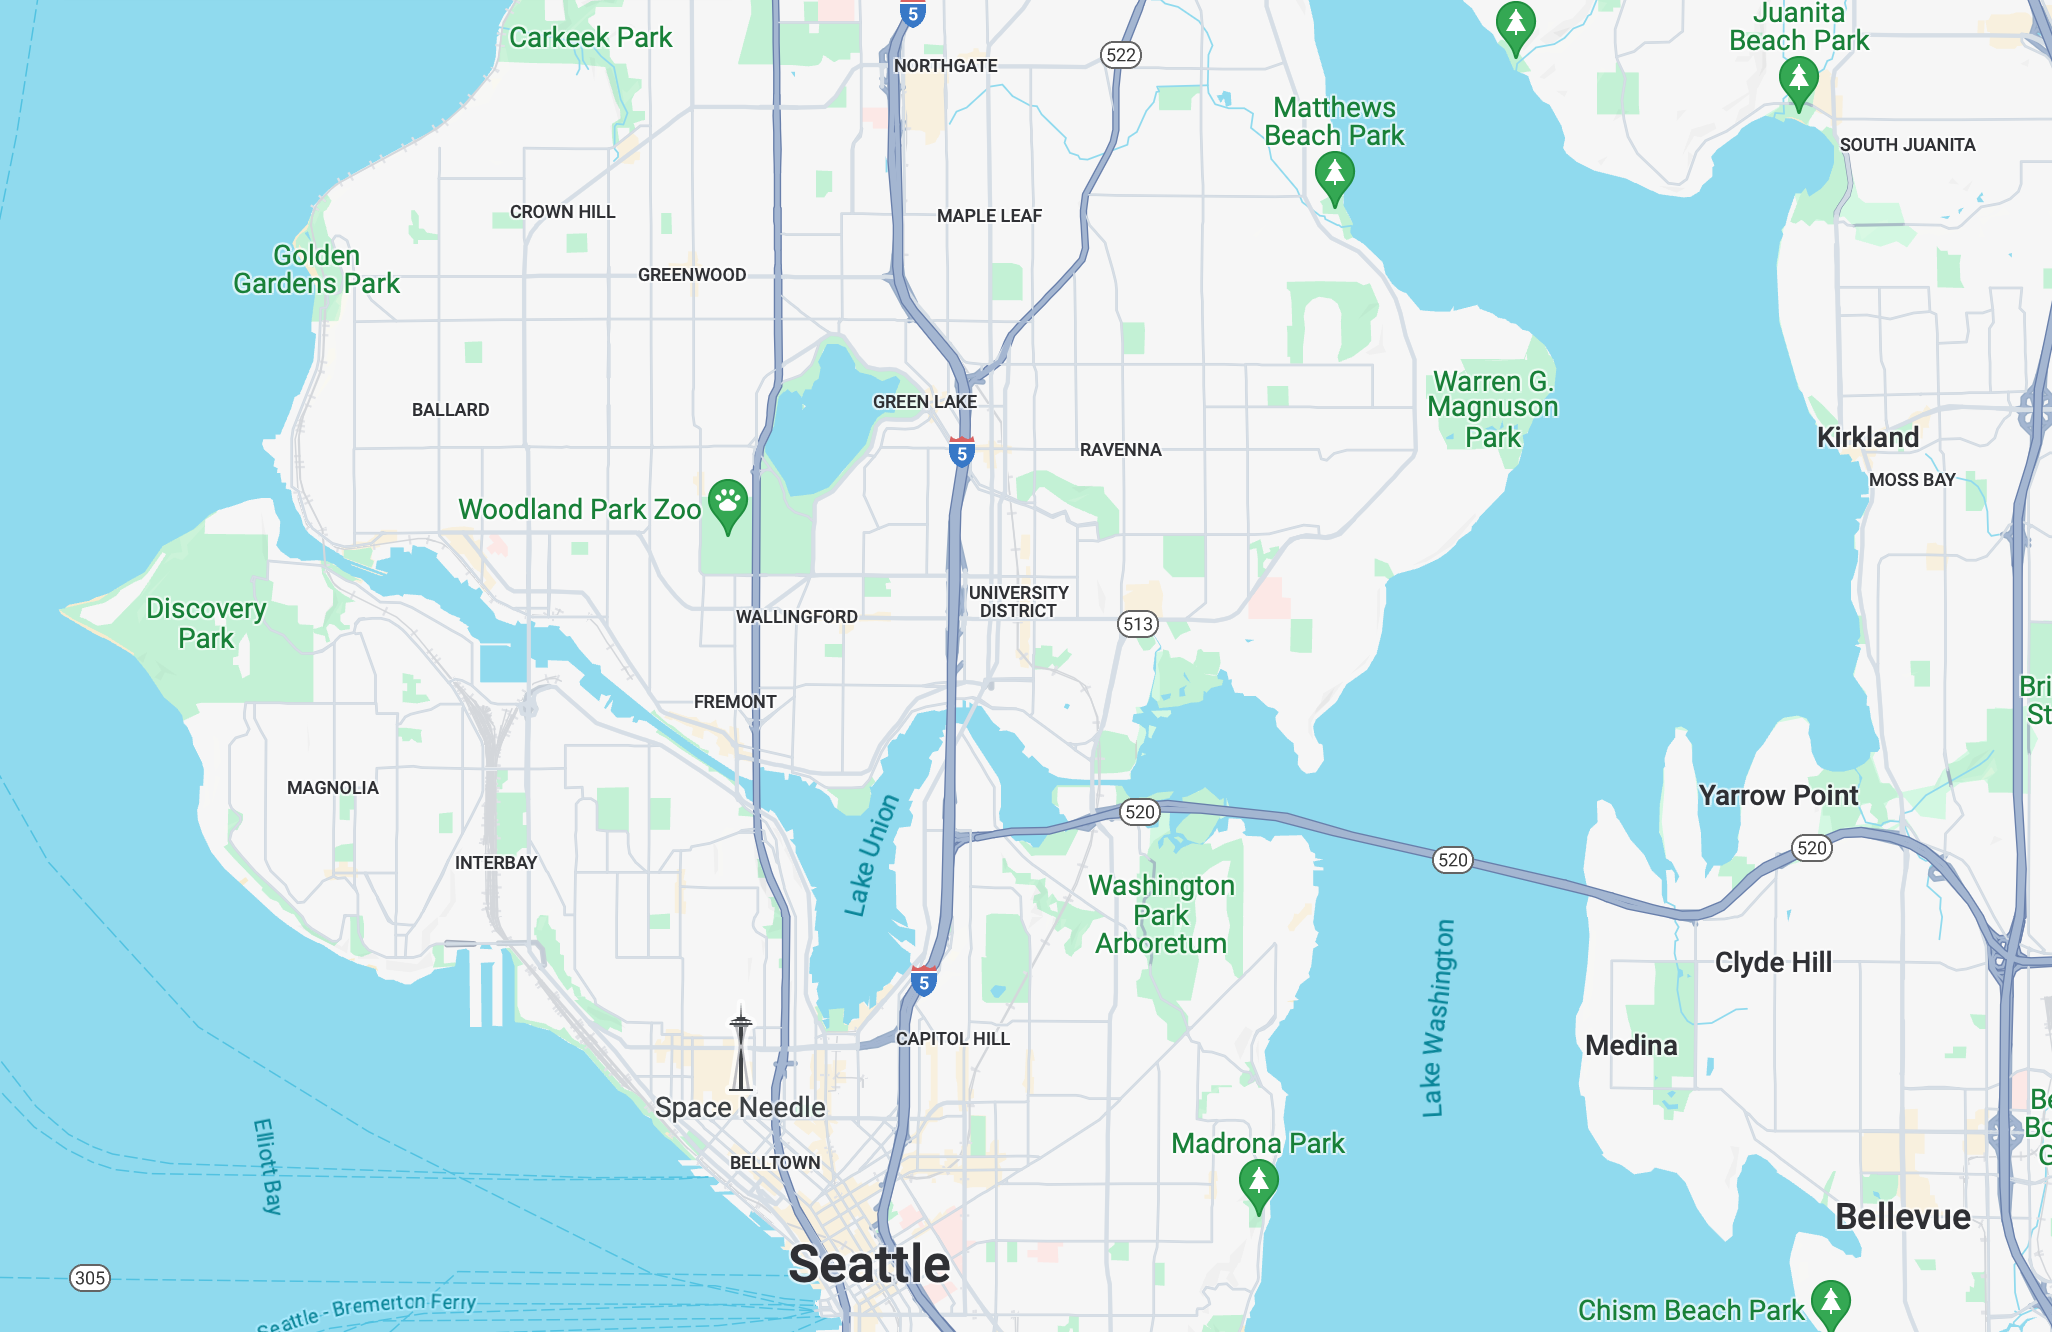 5
Carkeek Park
NORTHGATE
522
Juanita
Beach Park
Matthews
Beach Park
SOUTH JUANITA
CROWN HILL
MAPLE LEAF
Golden
Gardens Park
GREENWOOD
BALLARD
GREEN LAKE
Warren G.
Magnuson
Park
5
RAVENNA
Kirkland
MOSS BAY
Woodland Park Zoo
Discovery
Park
UNIVERSITY
DISTRICT
WALLINGFORD
513
FREMONT
Bri
St
MAGNOLIA
Yarrow Point
INTERBAY
Lake Union
520
520
520
Washington
Park
Arboretum
Lake Washington
Clyde Hill
5
CAPITOL HILL
Medina
Space Needle
Be
Bo
G
Elliott Bay
BELLTOWN
Madrona Park
Bellevue
Seattle
305
Seattle - Bremerton Ferry
Chism Beach Park